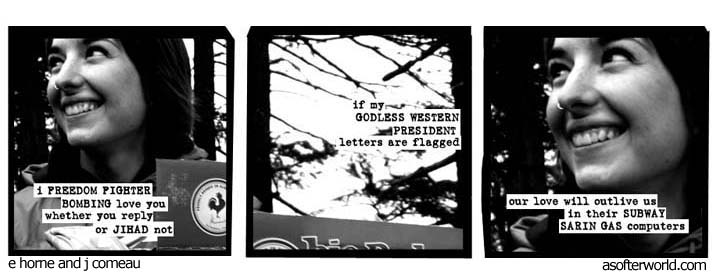 i FREEDOM FIGHTER
BOMBING love you
whether you reply
or JIHAD not
if my
GODLESS WESTERN
PRESIDENT
letters are flagged
our love will outlive us
in their SUBWAY
SARIN GAS computers
e horne and j comeau
asofterworld.com